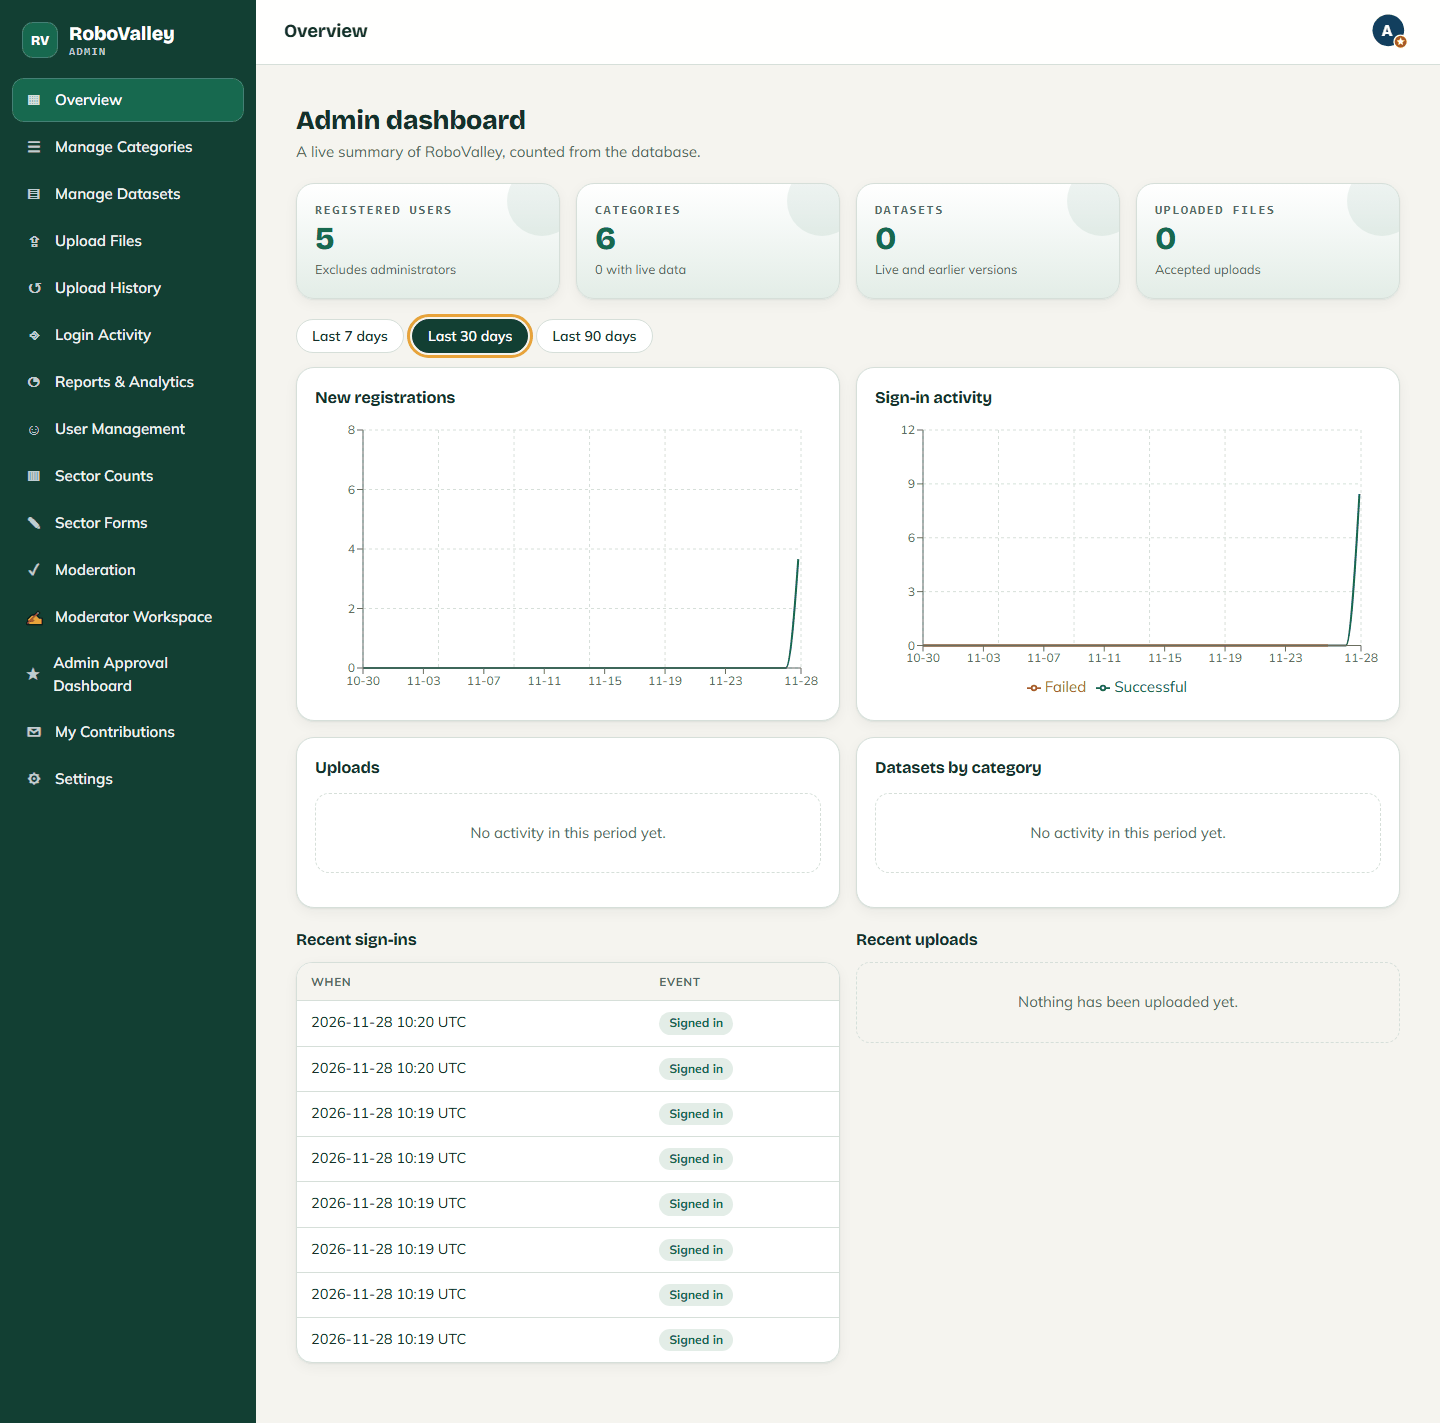 RV
RoboValley
ADMIN
Overview
Manage Categories
Manage Datasets
Upload Files
Upload History
Login Activity
Reports & Analytics
User Management
Sector Counts
Sector Forms
Moderation
Moderator Workspace
Admin Approval
Dashboard
My Contributions
Settings
Overview
A
Admin dashboard
A live summary of RoboValley, counted from the database.
REGISTERED USERS
5
Excludes administrators
CATEGORIES
6
0 with live data
DATASETS
0
Live and earlier versions
UPLOADED FILES
0
Accepted uploads
Last 7 days
Last 30 days
Last 90 days
New registrations
8
6
4
2
0
10-30 11-03 11-07 11-11 11-15 11-19 11-23 11-28
Sign-in activity
12
9
6
3
0
10-30 11-03 11-07 11-11 11-15 11-19 11-23 11-28
Failed Successful
Uploads
No activity in this period yet.
Datasets by category
No activity in this period yet.
Recent sign-ins
WHEN EVENT
2026-11-28 10:20 UTC Signed in
2026-11-28 10:20 UTC Signed in
2026-11-28 10:19 UTC Signed in
2026-11-28 10:19 UTC Signed in
2026-11-28 10:19 UTC Signed in
2026-11-28 10:19 UTC Signed in
2026-11-28 10:19 UTC Signed in
2026-11-28 10:19 UTC Signed in
Recent uploads
Nothing has been uploaded yet.